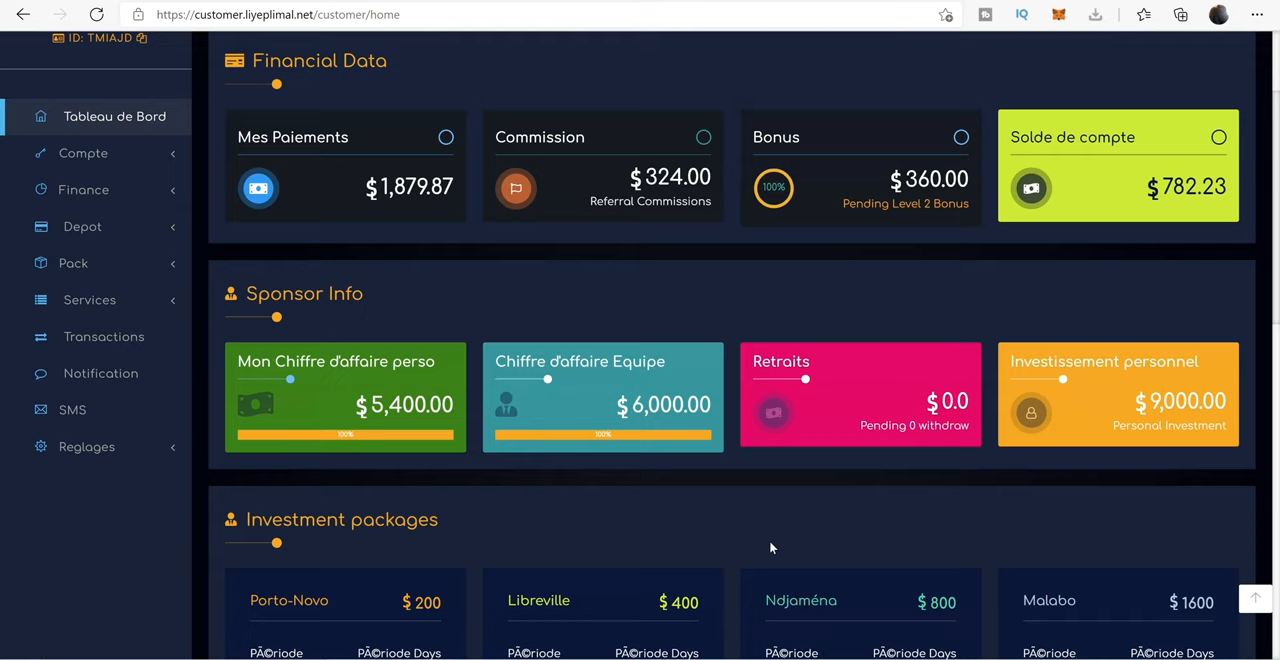 https://customer.liyeplimal.net/customer/home
ID: TMIAJD
Tableau de Bord
Compte
Finance
Depot
Pack
Services
Transactions
Notification
SMS
Reglages
Financial Data
Mes Paiements
$1,879.87
Commission
$324.00
Referral Commissions
Bonus
100%
$360.00
Pending Level 2 Bonus
Solde de compte
$782.23
Sponsor Info
Mon Chiffre d'affaire perso
$5,400.00
100%
Chiffre d'affaire Equipe
$6,000.00
100%
Retraits
$0.0
Pending 0 withdraw
Investissement personnel
$9,000.00
Personal Investment
Investment packages
Porto-Novo $200
PÃ©riode PÃ©riode Days
Libreville $400
PÃ©riode PÃ©riode Days
Ndjaména $800
PÃ©riode PÃ©riode Days
Malabo $1600
PÃ©riode PÃ©riode Days